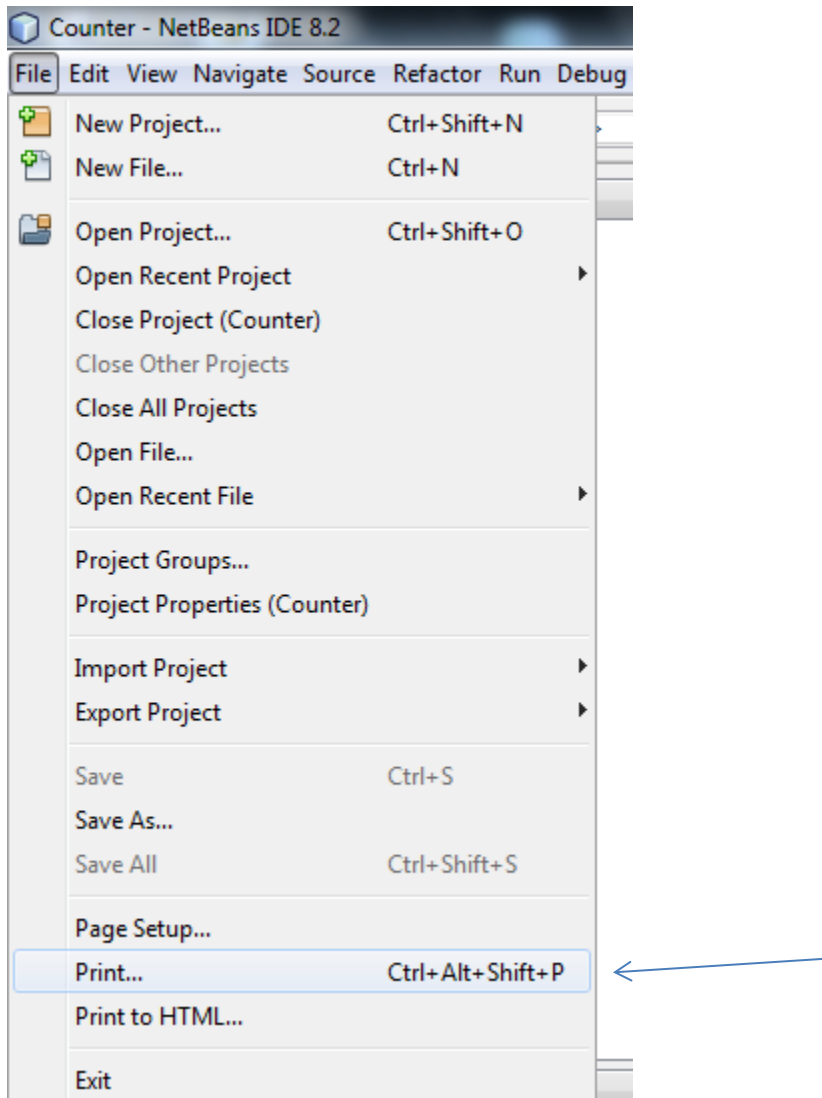 Counter - NetBeans IDE 8.2
File Edit View Navigate Source Refactor Run Debug
New Project... Ctrl+Shift+N
New File... Ctrl+N
Open Project... Ctrl+Shift+O
Open Recent Project
Close Project (Counter)
Close Other Projects
Close All Projects
Open File...
Open Recent File
Project Groups...
Project Properties (Counter)
Import Project
Export Project
Save Ctrl+S
Save As...
Save All Ctrl+Shift+S
Page Setup...
Print... Ctrl+Alt+Shift+P
Print to HTML...
Exit